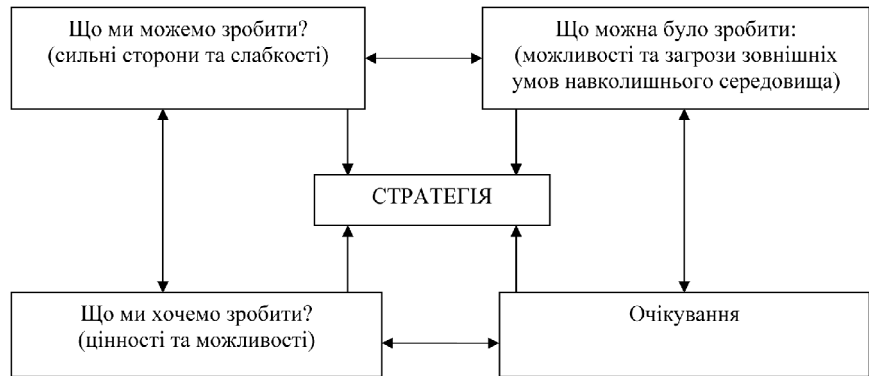 Що ми можемо зробити?
(сильні сторони та слабкості)
Що можна було зробити:
(можливості та загрози зовнішніх
умов навколишнього середовища)
СТРАТЕГІЯ
Що ми хочемо зробити?
(цінності та можливості)
Очікування